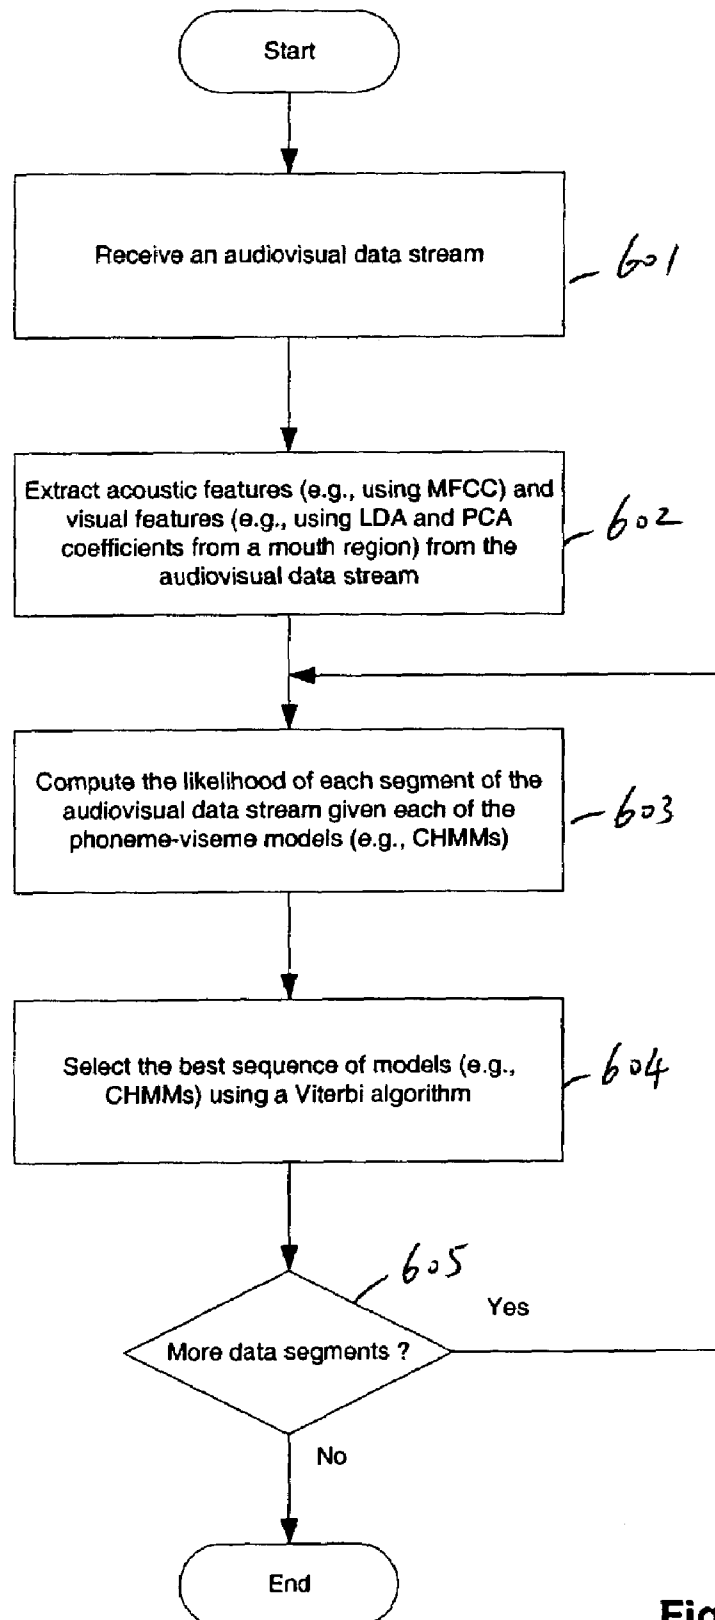 Start
Receive an audiovisual data stream
601
Extract acoustic features (e.g., using MFCC) and
visual features (e.g., using LDA and PCA
coefficients from a mouth region) from the
audiovisual data stream
602
Compute the likelihood of each segment of the
audiovisual data stream given each of the
phoneme-viseme models (e.g., CHMMs)
603
Select the best sequence of models (e.g.,
CHMMs) using a Viterbi algorithm
604
605
More data segments ?
Yes
No
End
Fig